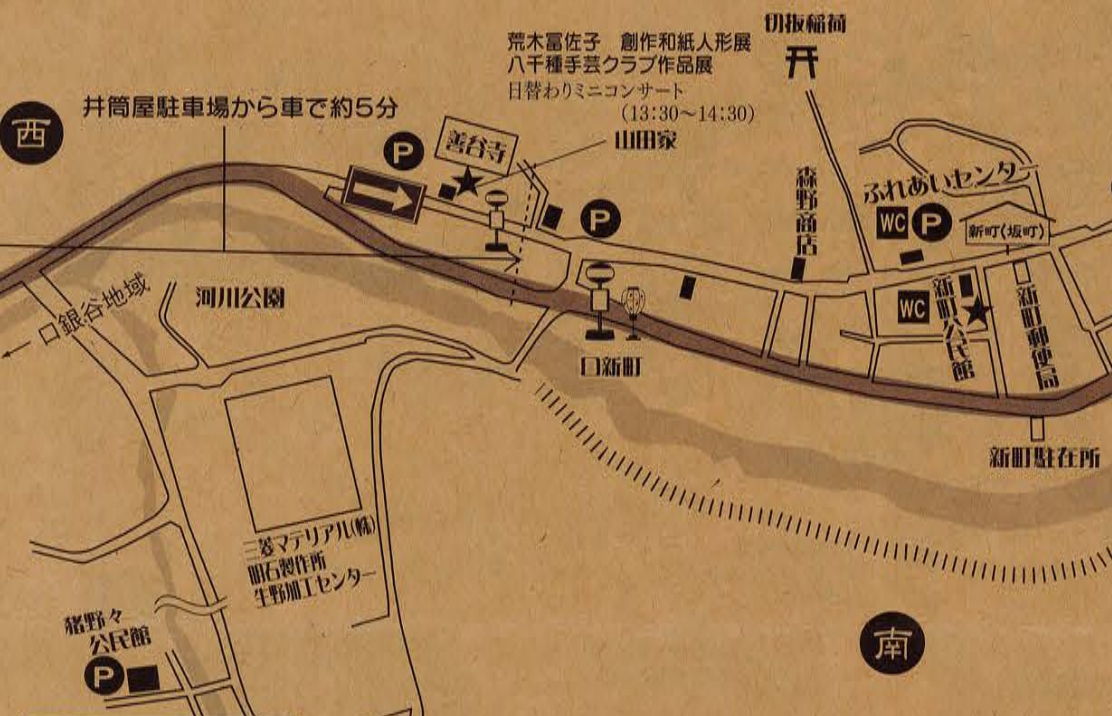 荒木冨佐子 創作和紙人形展
八千種手芸クラブ作品展
日替わりミニコンサート
(13:30～14:30)
切抜稲荷
西
井筒屋駐車場から車で約5分
P
善谷寺
山田家
P
森野商店
ふれあいセンター
WC
P
新町(坂町)
河川公園
口銀谷地域
WC
新町公民館
新町郵便局
口新町
新町駐在所
三菱マテリアル(株)
明石製作所
生野加工センター
猪野々
公民館
P
南